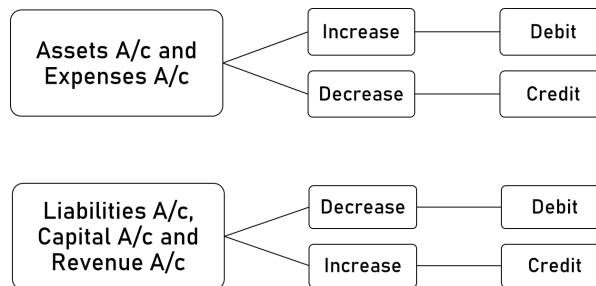 Assets A/c and
Expenses A/c
Increase
Debit
Decrease
Credit
Liabilities A/c,
Capital A/c and
Revenue A/c
Decrease
Debit
Increase
Credit